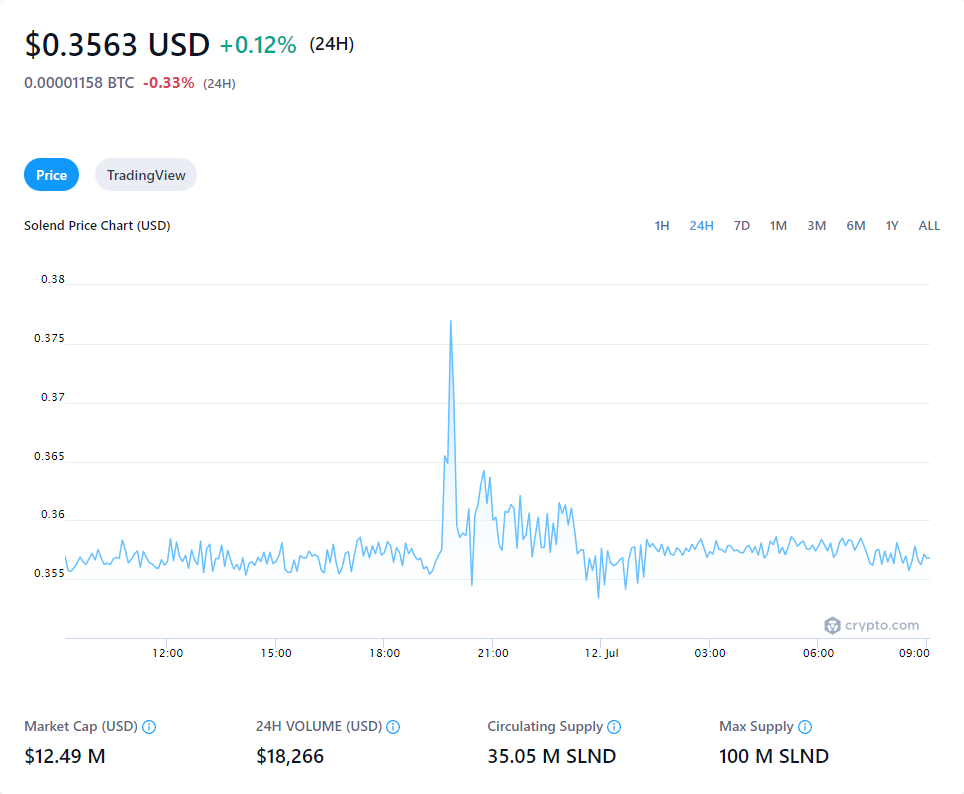 $0.3563 USD +0.12% (24H)
0.00001158 BTC -0.33% (24H)
Price TradingView
Solend Price Chart (USD) 1H 24H 7D 1M 3M 6M 1Y ALL
0.38
0.375
0.37
0.365
0.36
0.355
crypto.com
12:00 15:00 18:00 21:00 12. Jul 03:00 06:00 09:00
Market Cap (USD) 24H VOLUME (USD) Circulating Supply Max Supply
$12.49 M $18,266 35.05 M SLND 100 M SLND